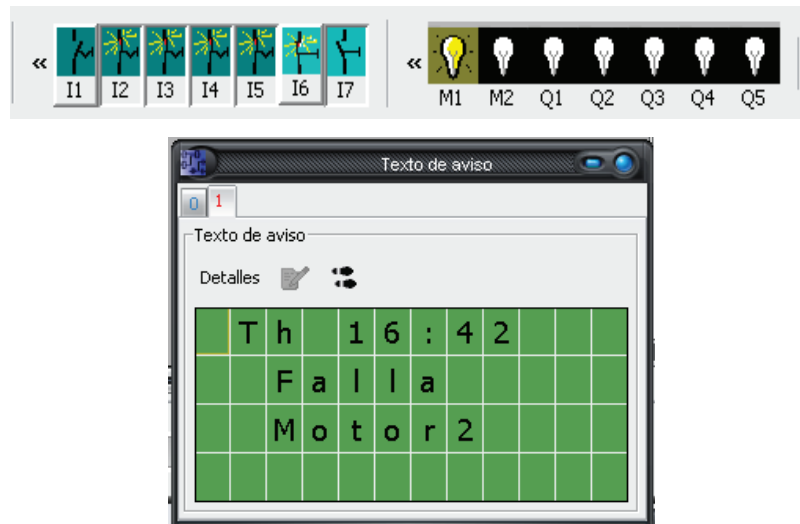 « I1 I2 I3 I4 I5 I6 I7 « M1 M2 Q1 Q2 Q3 Q4 Q5
Texto de aviso
0 1
Texto de aviso
Detalles
Th 16:42
Falla
Motor2